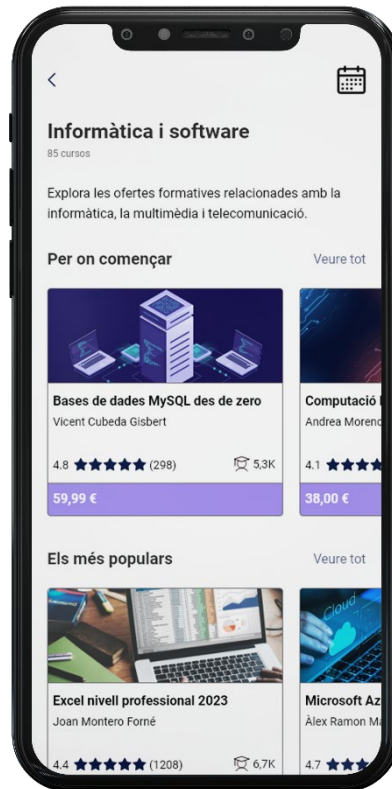 Informàtica i software
85 cursos
Explora les ofertes formatives relacionades amb la
informàtica, la multimèdia i telecomunicació.
Per on començar
Veure tot
Bases de dades MySQL des de zero
Vicent Cubeda Gisbert
4.8 ★★★★★ (298) 5,3K
59,99 €
Computació
Andrea Moreno
4.1 ★★★★
38,00 €
Els més populars
Veure tot
Cloud
Excel nivell professional 2023
Joan Montero Forné
4.4 ★★★★★ (1208) 6,7K
Microsoft Az
Àlex Ramon
4.7 ★★★